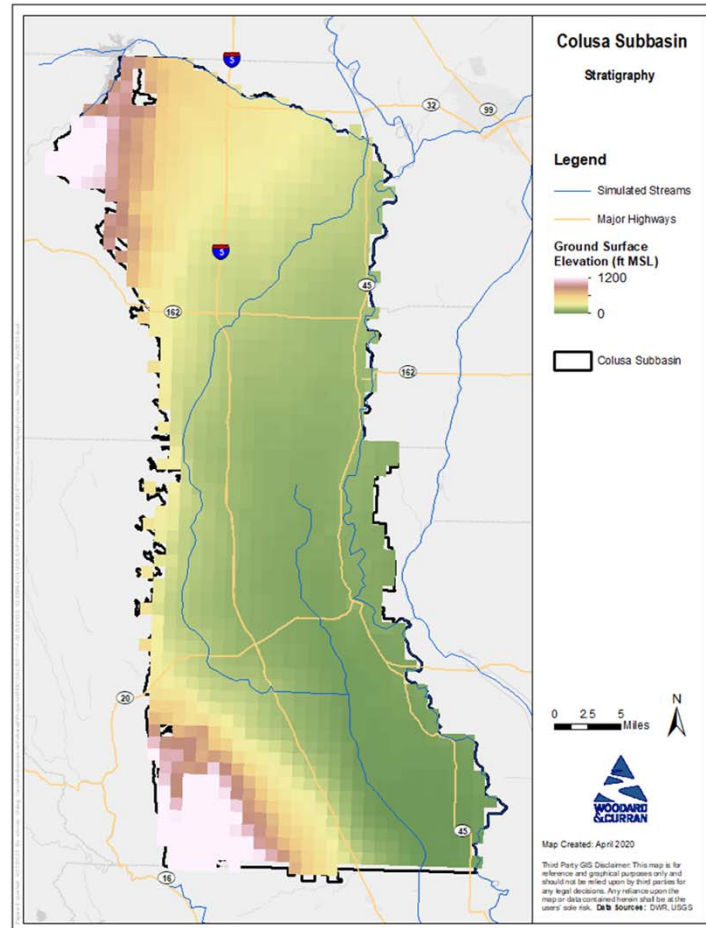 Colusa Subbasin
Stratigraphy
Legend
Simulated Streams
Major Highways
Ground Surface
Elevation (ft MSL)
1200
0
Colusa Subbasin
5
32
99
5
45
162
162
20
45
16
0 2.5 5
Miles
N
WOODARD
&CURRAN
Map Created: April 2020
Third Party GIS Disclaimer: This map is for
reference and graphical purposes only and
should not be relied upon by third parties for
any legal decisions. Any reliance upon the
map or data contained herein shall be at the
users' sole risk. Data Sources: DWR, USGS